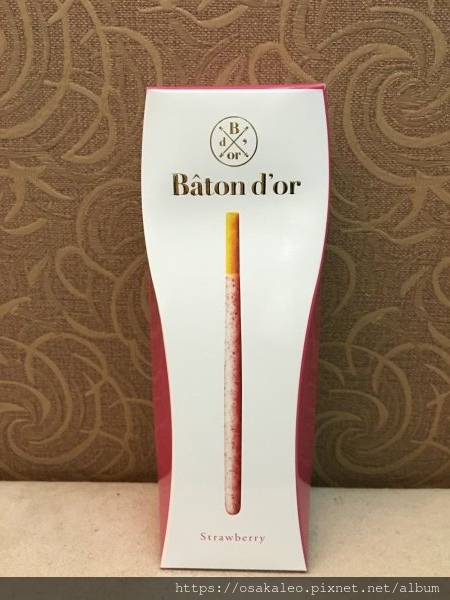 B
d ,
or
Bâton d'or
Strawberry
https://osakaleo.pixnet.net/album